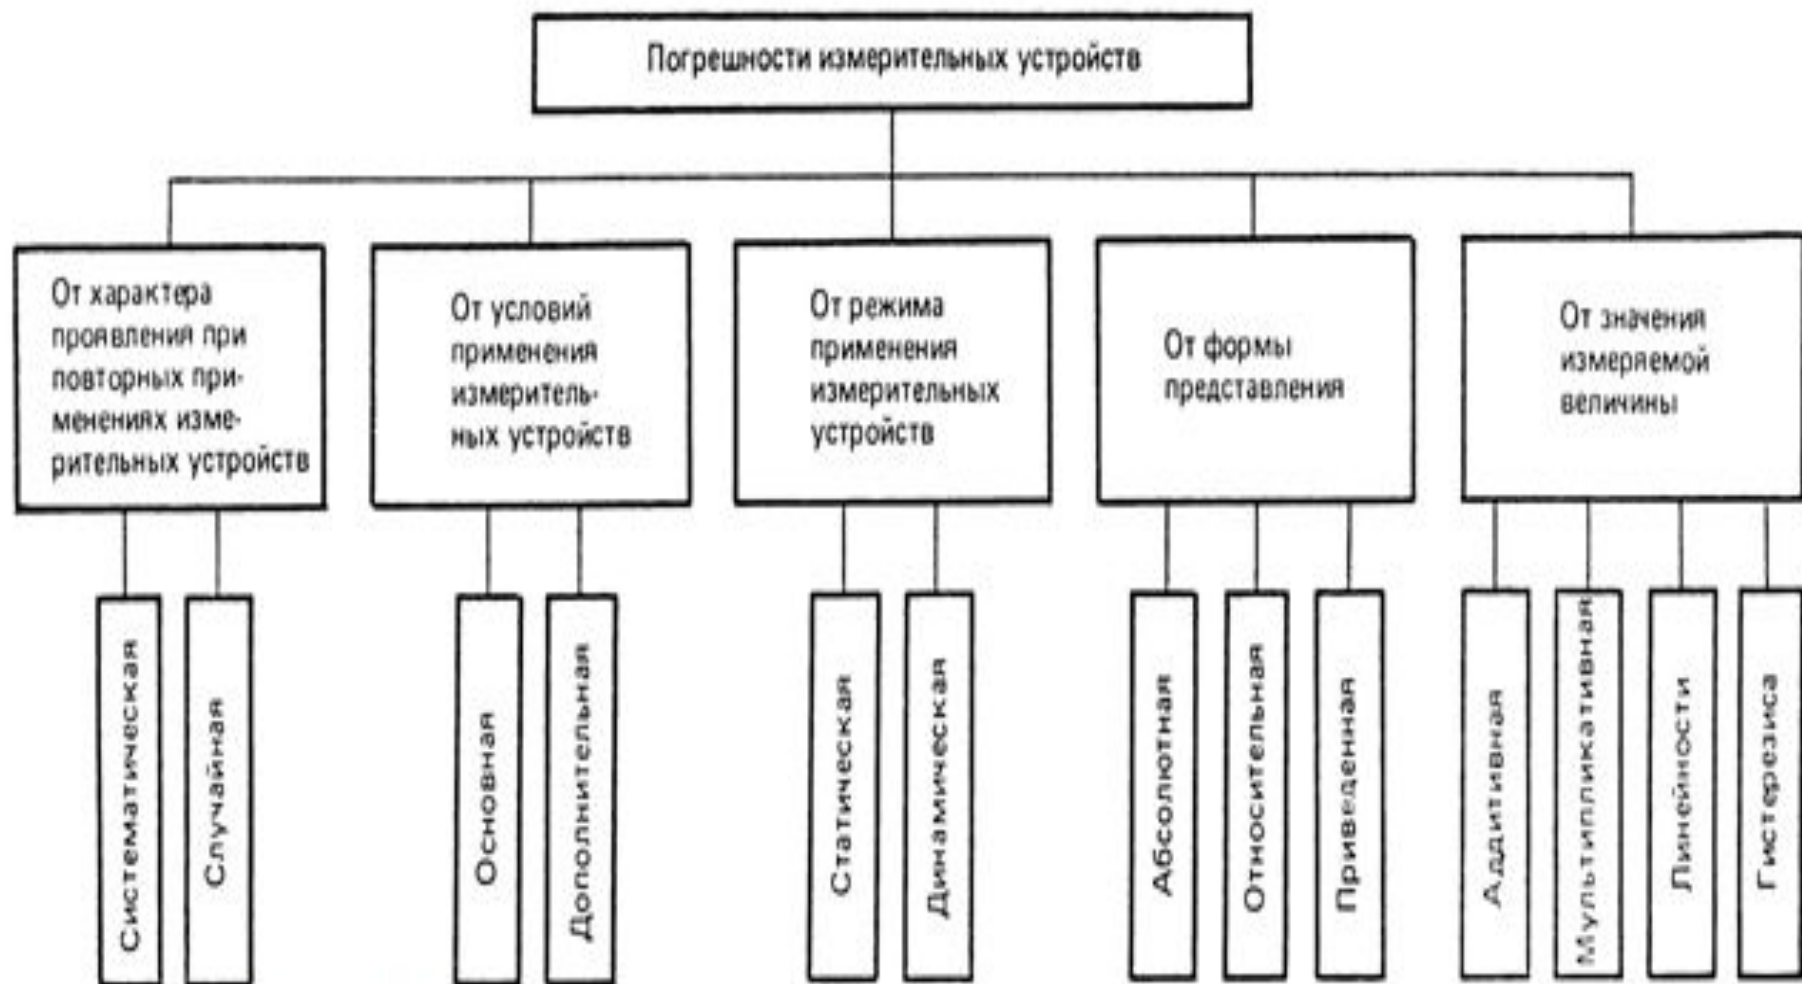 Погрешности измерительных устройств
От характера
проявления при
повторных при-
менениях изме-
рительных устройств
От условий
применения
измеритель-
ных устройств
От режима
применения
измерительных
устройств
От формы
представления
От значения
измеряемой
величины
Систематическая
Случайная
Основная
Дополнительная
Статическая
Динамическая
Абсолютная
Относительная
Приведенная
Аддитивная
Мультипликативная
Линейности
Гистерезиса